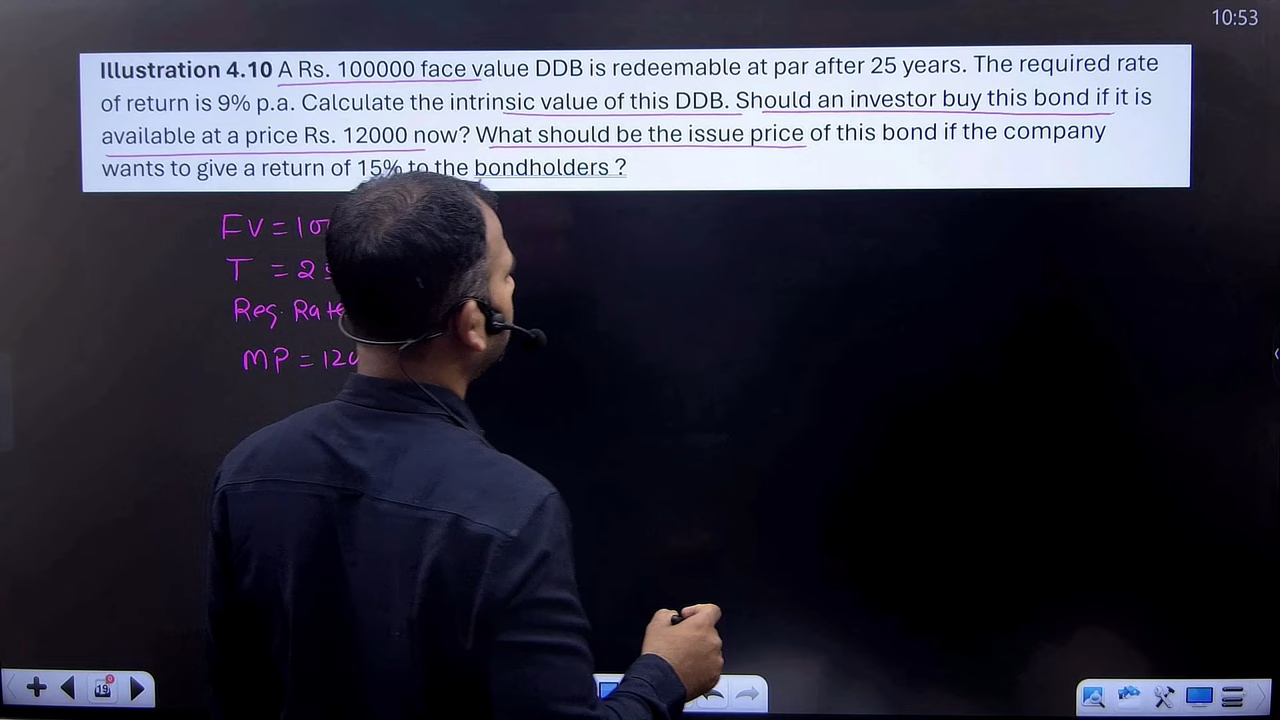 10:53
Illustration 4.10 A Rs. 100000 face value DDB is redeemable at par after 25 years. The required rate
of return is 9% p.a. Calculate the intrinsic value of this DDB. Should an investor buy this bond if it is
available at a price Rs. 12000 now? What should be the issue price of this bond if the company
wants to give a return of 15% to the bondholders ?
FV = 10
T = 2
Req. Rate
MP = 120
19